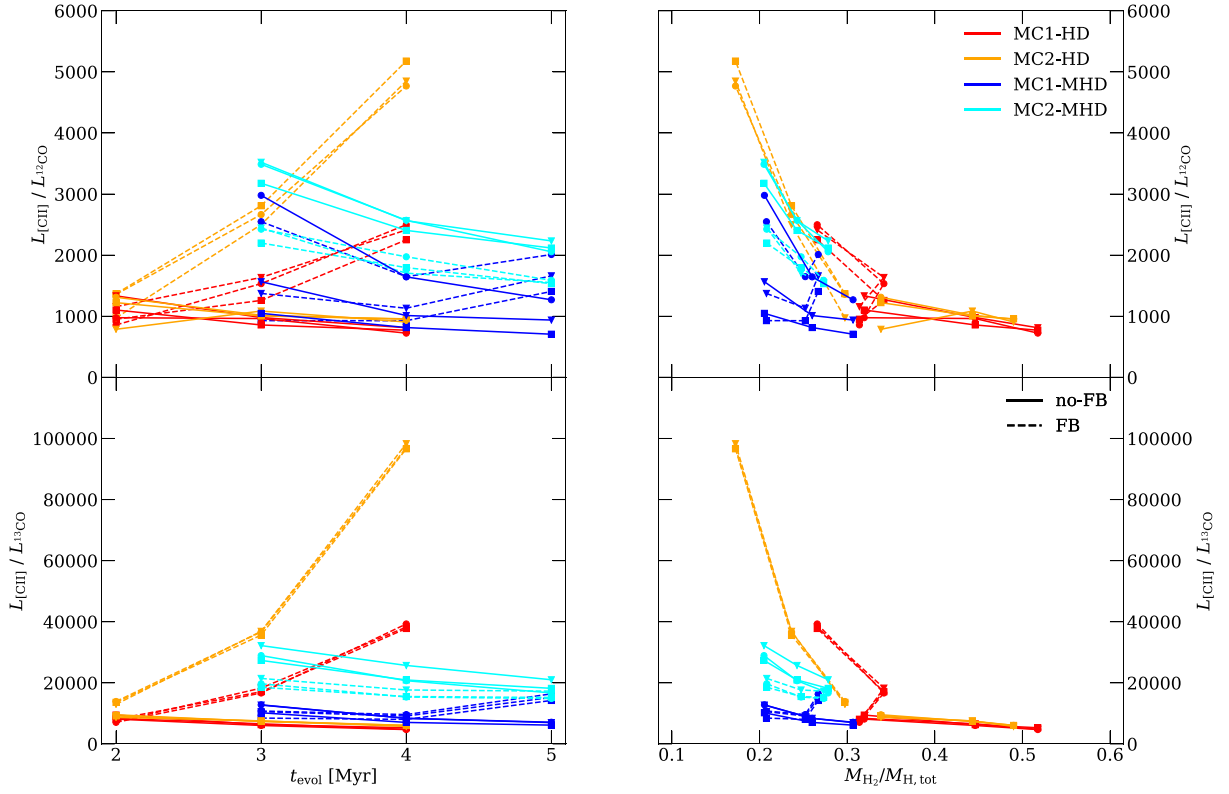 6000
5000
4000
3000
2000
1000
0
L[CII] / L12CO
6000
5000
4000
3000
2000
1000
0
L[CII] / L12CO
MC1-HD
MC2-HD
MC1-MHD
MC2-MHD
100000
80000
60000
40000
20000
0
L[CII] / L13CO
100000
80000
60000
40000
20000
0
L[CII] / L13CO
no-FB
FB
2 3 4 5
tevol [Myr]
0.1 0.2 0.3 0.4 0.5 0.6
MH2/MH, tot